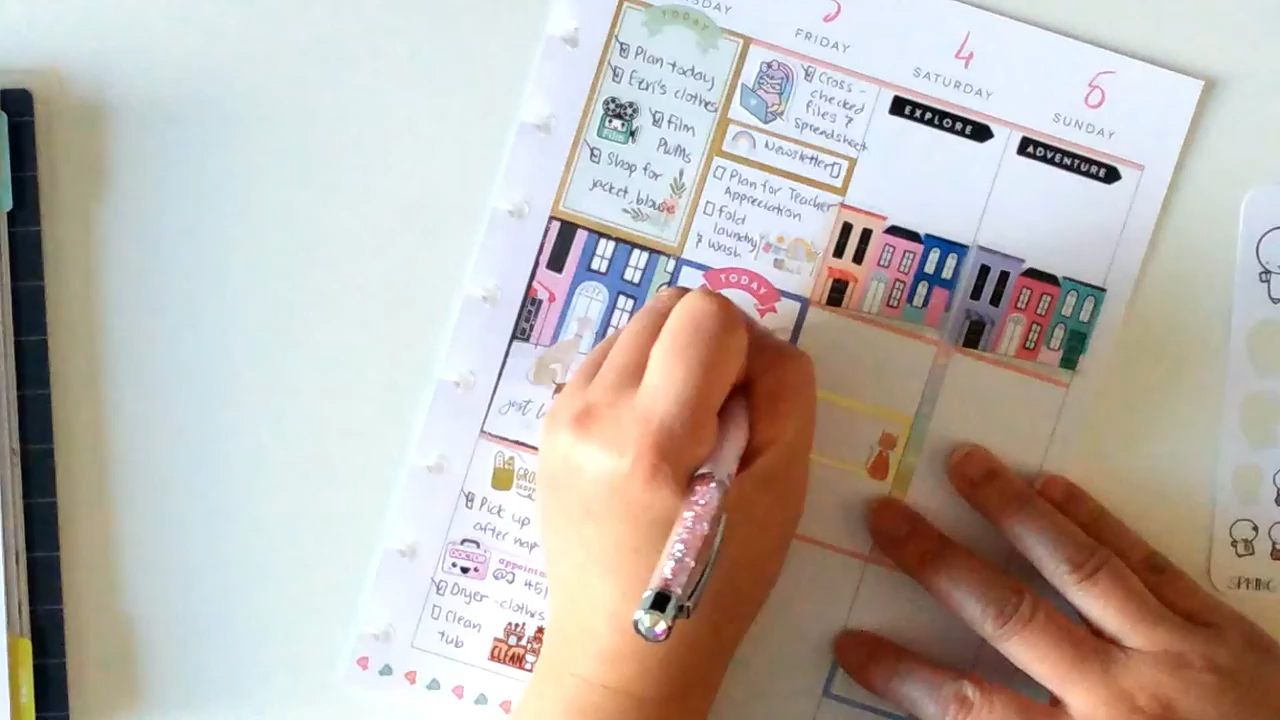 FRIDAY
4
SATURDAY
5
SUNDAY
TODAY
Plan today
Ezri's clothes
Film
Film
PWMs
Shop for
jacket, blouse
Cross-
checked
files &
spreadsheet
Newsletter
Plan for Teacher
Appreciation
Fold
laundry
& wash
EXPLORE
ADVENTURE
TODAY
Pick up
after nap
DOCTOR
Dryer-clothes
Clean
tub
CLEAN
SPRING